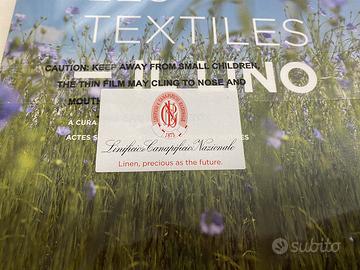 TEXTILES
CAUTION: KEEP AWAY FROM SMALL CHILDREN,
THE THIN FILM MAY CLING TO NOSE AND
MOUTH
NO
A CURA
ACTES S
1873
Linificio e Canapificio Nazionale
Linen, precious as the future.
subito